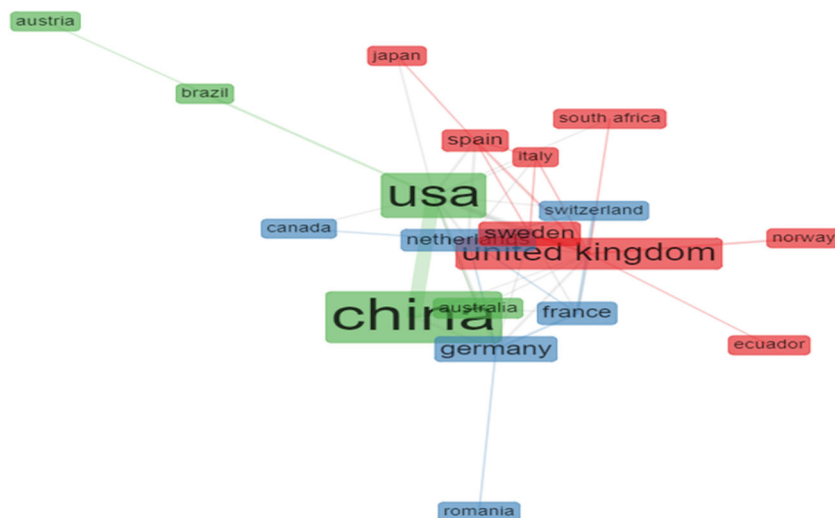 austria
japan
brazil
south africa
spain
italy
usa
switzerland
canada
netherlands
sweden
norway
united kingdom
australia
france
china
germany
ecuador
romania